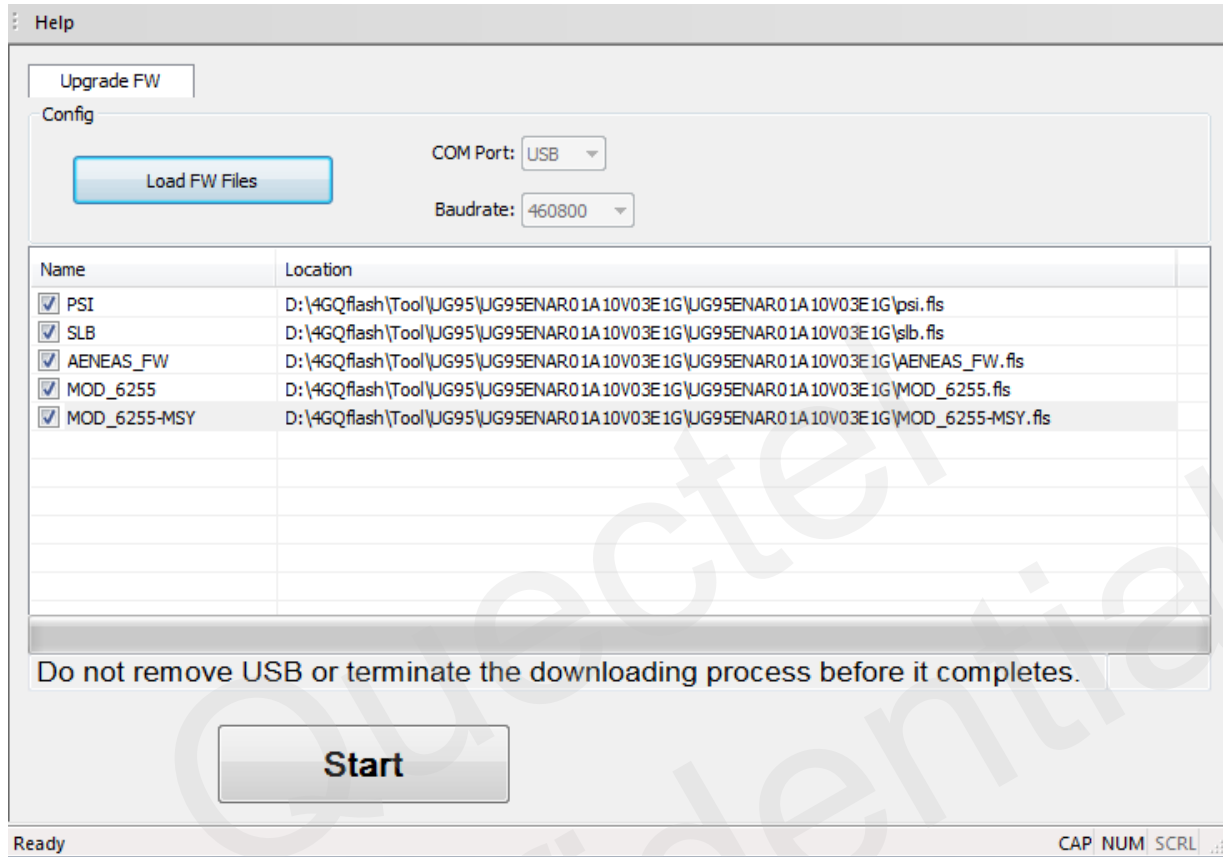 Help
Upgrade FW
Config
Load FW Files
COM Port: USB
Baudrate: 460800
Name Location
PSI D:\4GQflash\Tool\UG95\UG95ENAR01A10V03E1G\UG95ENAR01A10V03E1G\psi.fls
SLB D:\4GQflash\Tool\UG95\UG95ENAR01A10V03E1G\UG95ENAR01A10V03E1G\slb.fls
AENEAS_FW D:\4GQflash\Tool\UG95\UG95ENAR01A10V03E1G\UG95ENAR01A10V03E1G\AENEAS_FW.fls
MOD_6255 D:\4GQflash\Tool\UG95\UG95ENAR01A10V03E1G\UG95ENAR01A10V03E1G\MOD_6255.fls
MOD_6255-MSY D:\4GQflash\Tool\UG95\UG95ENAR01A10V03E1G\UG95ENAR01A10V03E1G\MOD_6255-MSY.fls
Do not remove USB or terminate the downloading process before it completes.
Start
Ready CAP NUM SCRL
Quectel